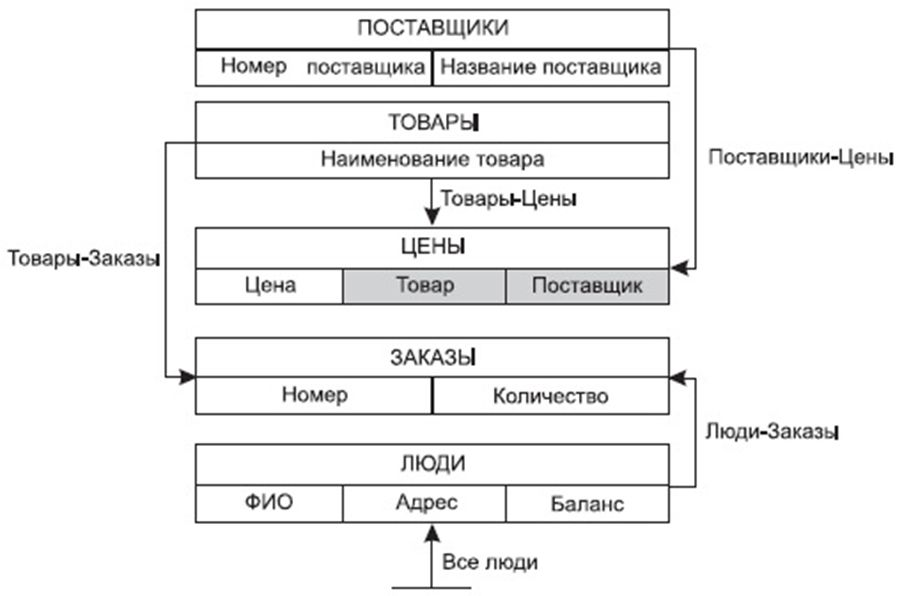 ПОСТАВЩИКИ
Номер поставщика Название поставщика
ТОВАРЫ
Наименование товара
Поставщики-Цены
Товары-Цены
ЦЕНЫ
Товары-Заказы
Цена Товар Поставщик
ЗАКАЗЫ
Номер Количество
Люди-Заказы
ЛЮДИ
ФИО Адрес Баланс
Все люди